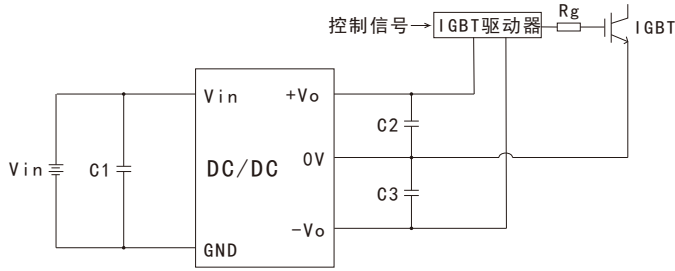 控制信号
IGBT驱动器
Rg
IGBT
Vin
C1
Vin
+Vo
DC/DC
0V
GND
-Vo
C2
C3